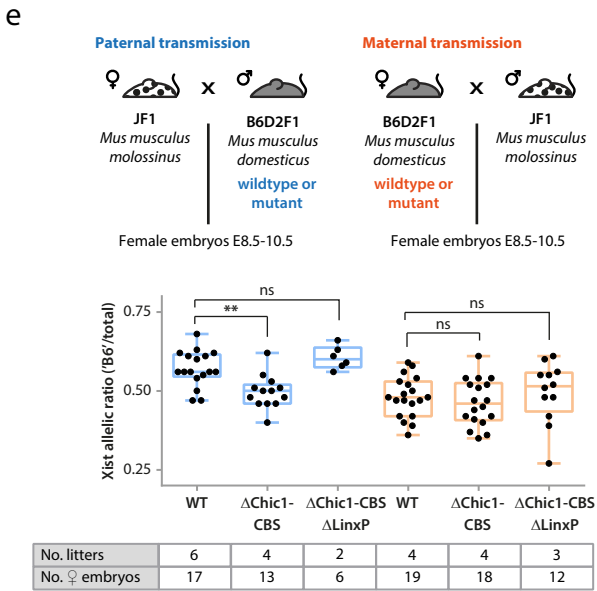 e
Paternal transmission
Maternal transmission
♀ x ♂
♀ x ♂
JF1
Mus musculus
molossinus
B6D2F1
Mus musculus
domesticus
wildtype or
mutant
B6D2F1
Mus musculus
domesticus
wildtype or
mutant
JF1
Mus musculus
molossinus
Female embryos E8.5-10.5
Female embryos E8.5-10.5
Xist allelic ratio ('B6'/total)
0.75
0.50
0.25
ns
**
ns
ns
WT
ΔChic1-
CBS
ΔChic1-CBS
ΔLinxP
WT
ΔChic1-
CBS
ΔChic1-CBS
ΔLinxP
No. litters 6 4 2 4 4 3
No. ♀ embryos 17 13 6 19 18 12